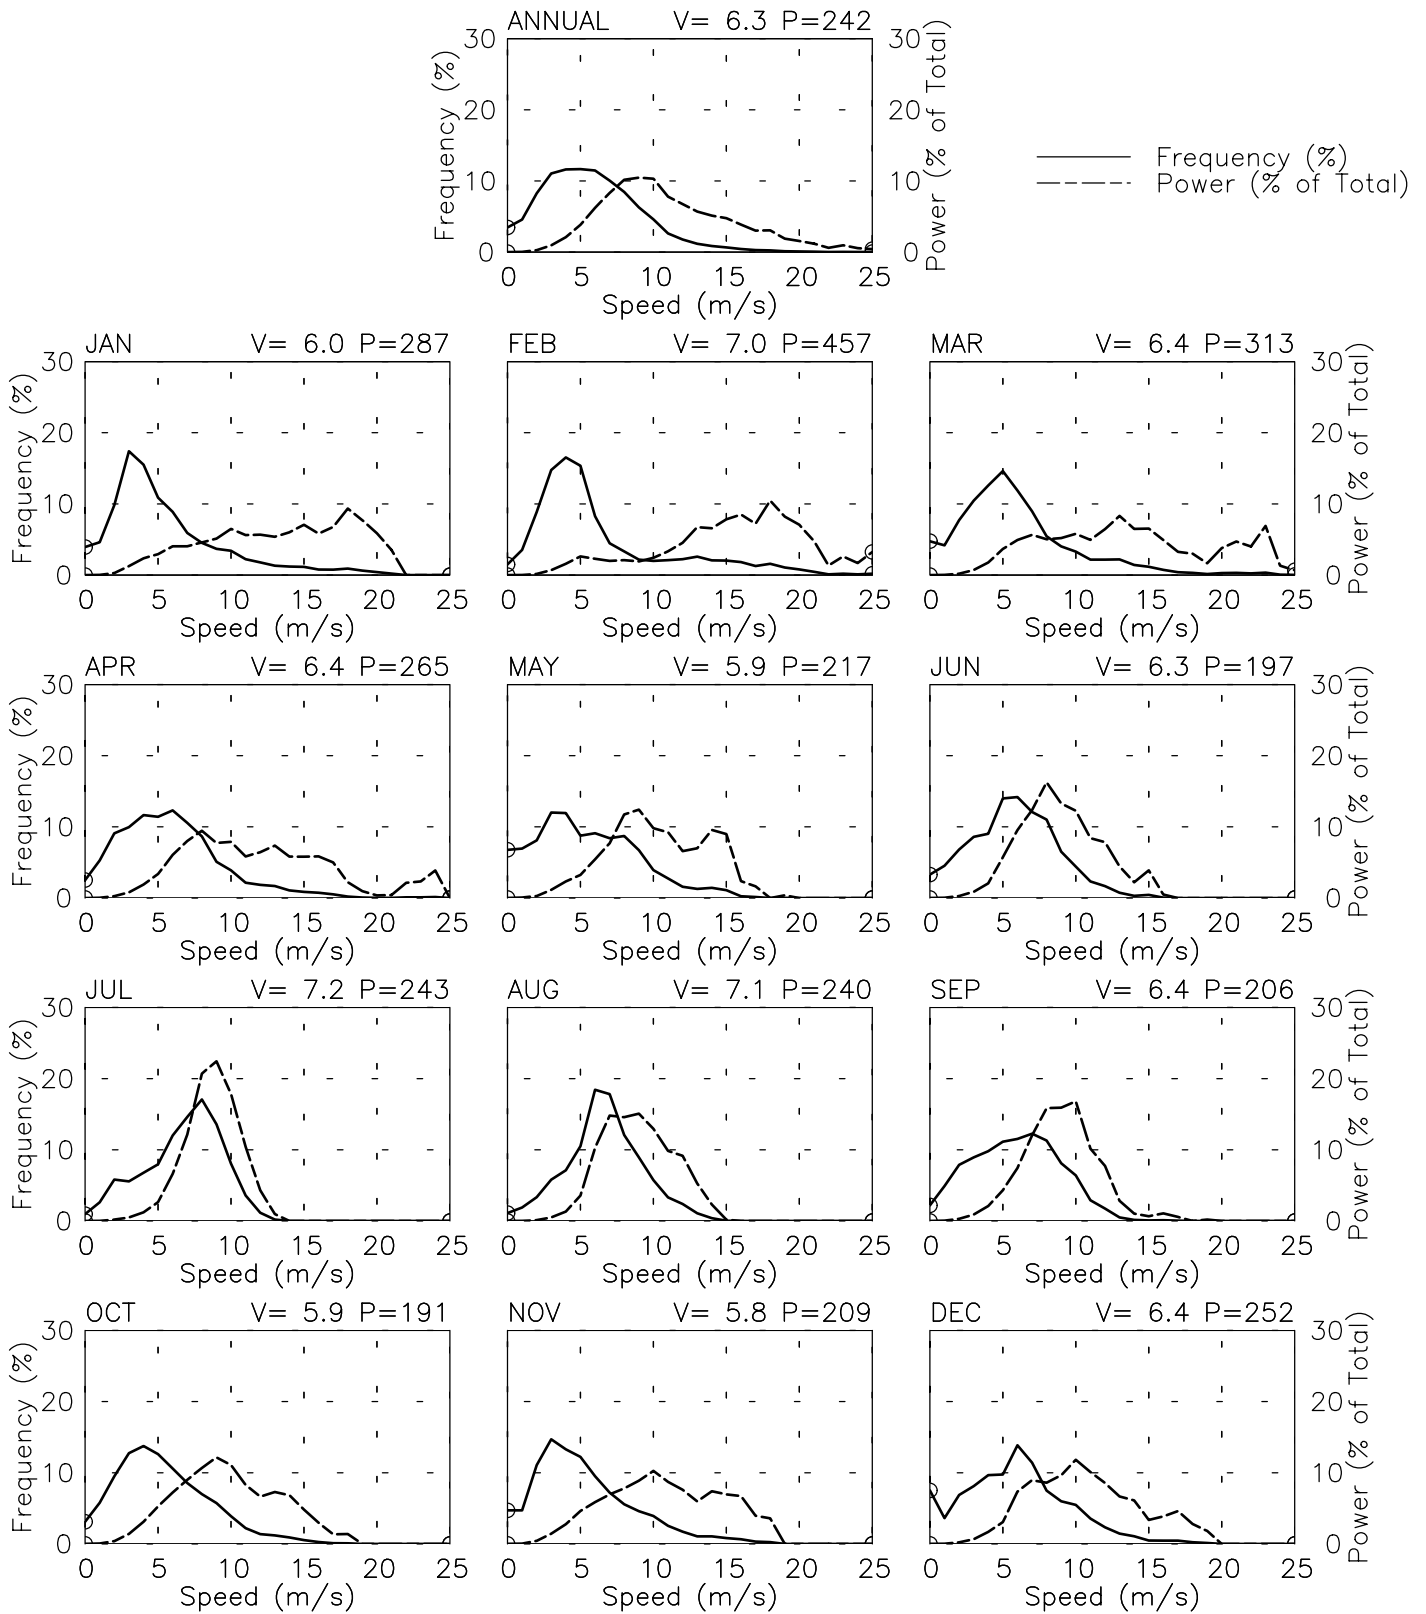 ANNUAL V= 6.3 P=242
Frequency (%)
30 20 10 0
30 20 10 0
Power (% of Total)
0 5 10 15 20 25
Speed (m/s)
Frequency (%)
Power (% of Total)
JAN V= 6.0 P=287
Frequency (%)
30 20 10 0
0 5 10 15 20 25
Speed (m/s)
FEB V= 7.0 P=457
0 5 10 15 20 25
Speed (m/s)
MAR V= 6.4 P=313
30 20 10 0
Power (% of Total)
0 5 10 15 20 25
Speed (m/s)
APR V= 6.4 P=265
Frequency (%)
30 20 10 0
0 5 10 15 20 25
Speed (m/s)
MAY V= 5.9 P=217
0 5 10 15 20 25
Speed (m/s)
JUN V= 6.3 P=197
30 20 10 0
Power (% of Total)
0 5 10 15 20 25
Speed (m/s)
JUL V= 7.2 P=243
Frequency (%)
30 20 10 0
0 5 10 15 20 25
Speed (m/s)
AUG V= 7.1 P=240
0 5 10 15 20 25
Speed (m/s)
SEP V= 6.4 P=206
30 20 10 0
Power (% of Total)
0 5 10 15 20 25
Speed (m/s)
OCT V= 5.9 P=191
Frequency (%)
30 20 10 0
0 5 10 15 20 25
Speed (m/s)
NOV V= 5.8 P=209
0 5 10 15 20 25
Speed (m/s)
DEC V= 6.4 P=252
30 20 10 0
Power (% of Total)
0 5 10 15 20 25
Speed (m/s)